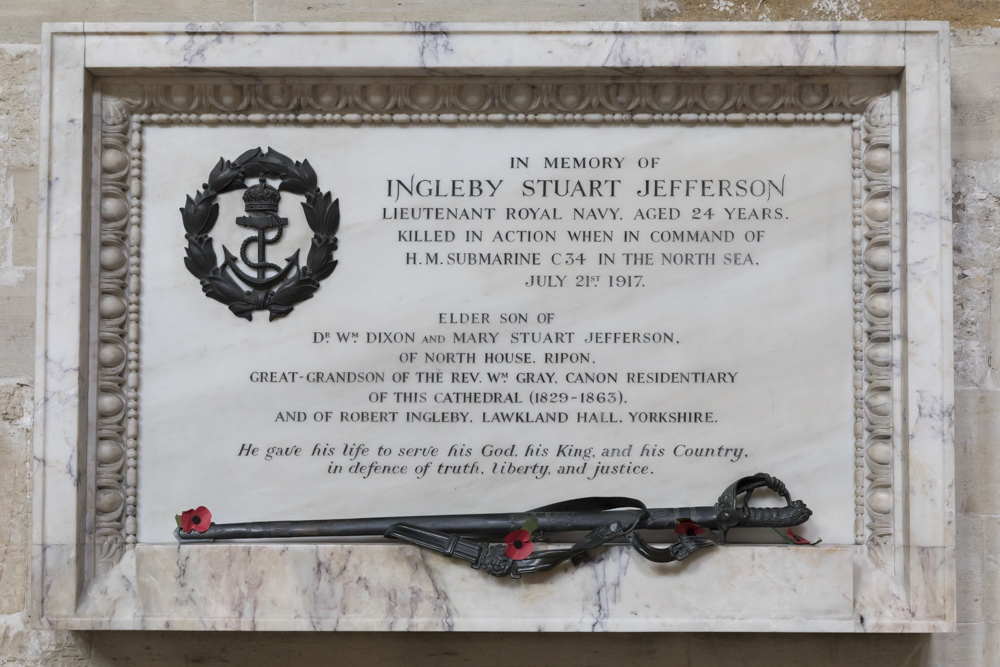 IN MEMORY OF
INGLEBY STUART JEFFERSON
LIEUTENANT ROYAL NAVY, AGED 24 YEARS.
KILLED IN ACTION WHEN IN COMMAND OF
H.M. SUBMARINE C34 IN THE NORTH SEA,
JULY 21ST 1917.
ELDER SON OF
DR WM DIXON AND MARY STUART JEFFERSON,
OF NORTH HOUSE, RIPON,
GREAT-GRANDSON OF THE REV. WM GRAY, CANON RESIDENTIARY
OF THIS CATHEDRAL (1829-1863),
AND OF ROBERT INGLEBY, LAWKLAND HALL, YORKSHIRE.
He gave his life to serve his God, his King, and his Country,
in defence of truth, liberty, and justice.